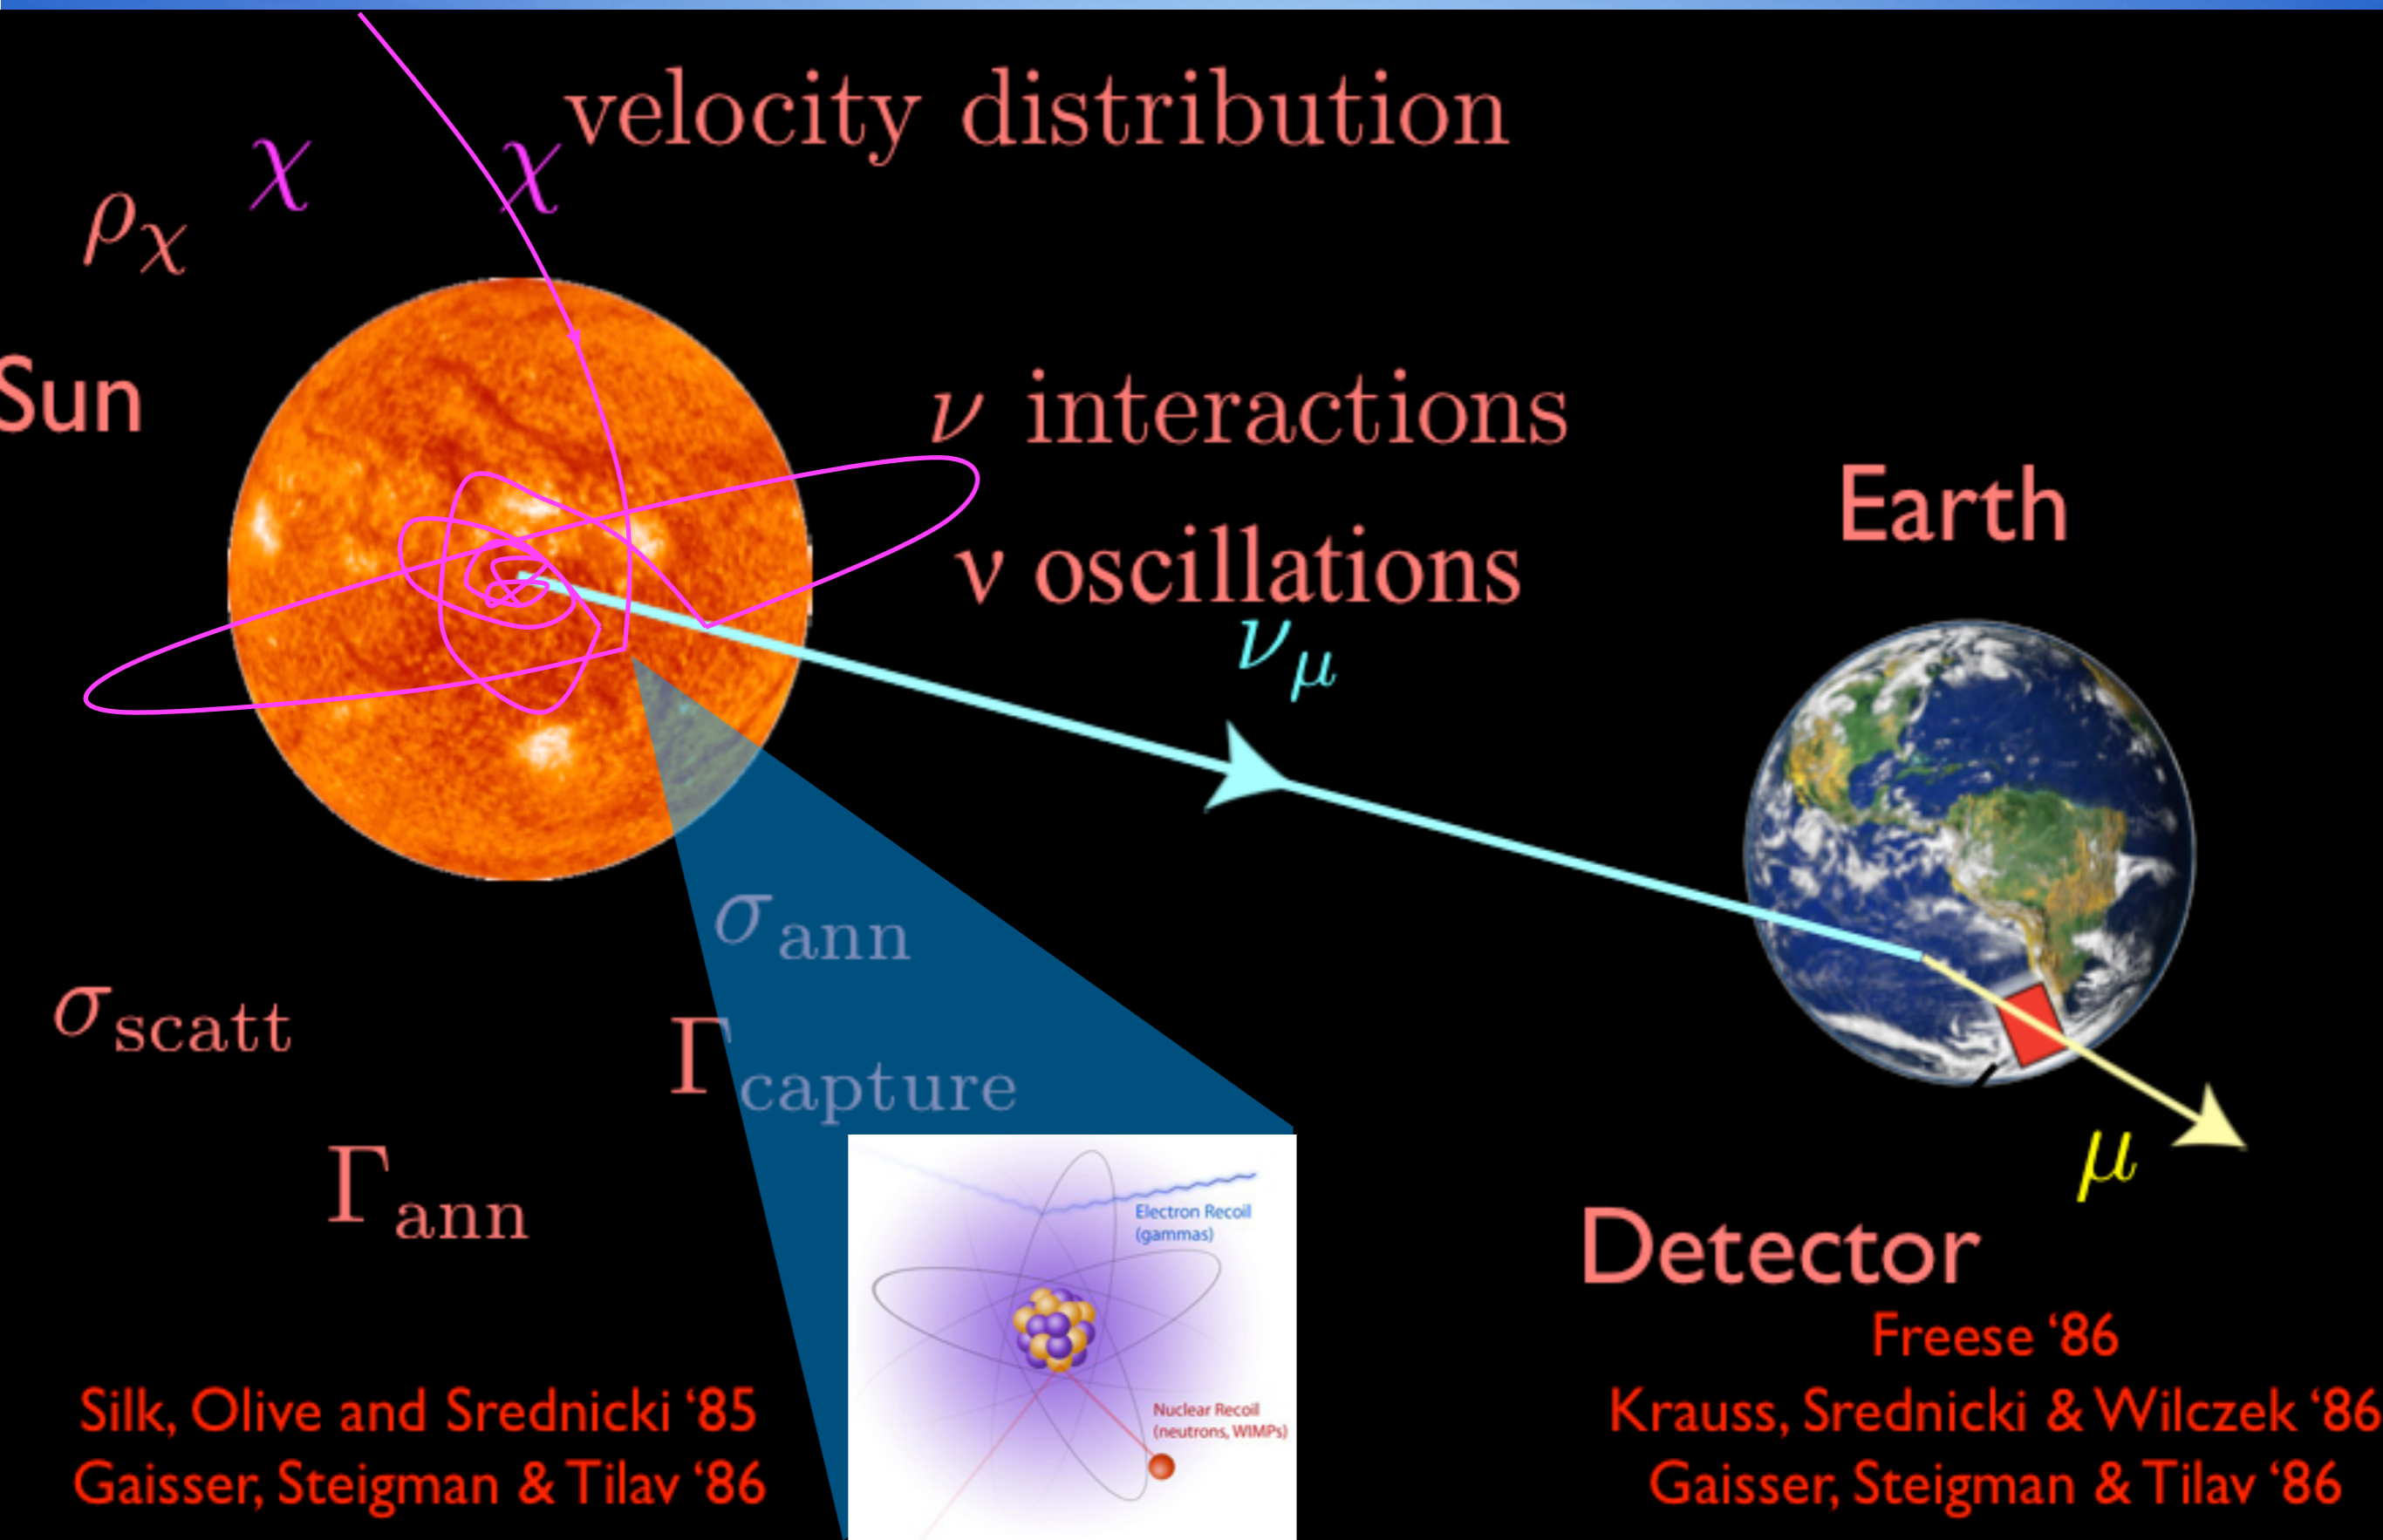 velocity distribution
χ χ
ρχ
Sun
ν interactions
ν oscillations
νμ
Earth
σann
σscatt
Γcapture
Γann
μ
Detector
Electron Recoil
(gammas)
Nuclear Recoil
(neutrons, WIMPs)
Silk, Olive and Srednicki ‘85
Gaisser, Steigman & Tilav ‘86
Freese ‘86
Krauss, Srednicki & Wilczek ‘86
Gaisser, Steigman & Tilav ‘86